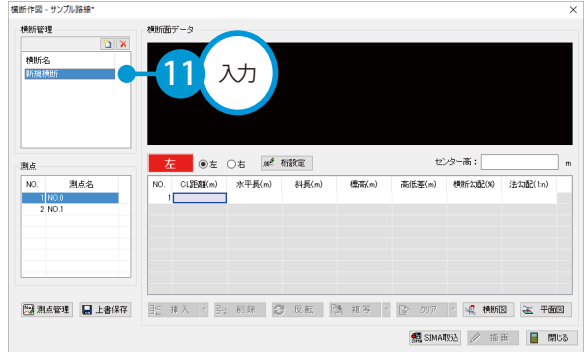 横断作図 - サンプル路線*
横断管理
横断名
新規横断
11 入力
横断面データ
左 左 右 桁設定 センター高： m
測点
NO. 測点名
1 NO.0
2 NO.1
NO. CL距離(m) 水平長(m) 斜長(m) 標高(m) 高低差(m) 横断勾配(%) 法勾配(1:n)
1
測点管理 上書保存
挿入 削除 反転 複写 クリア 横断図 平面図
SIMA取込 描画 閉じる